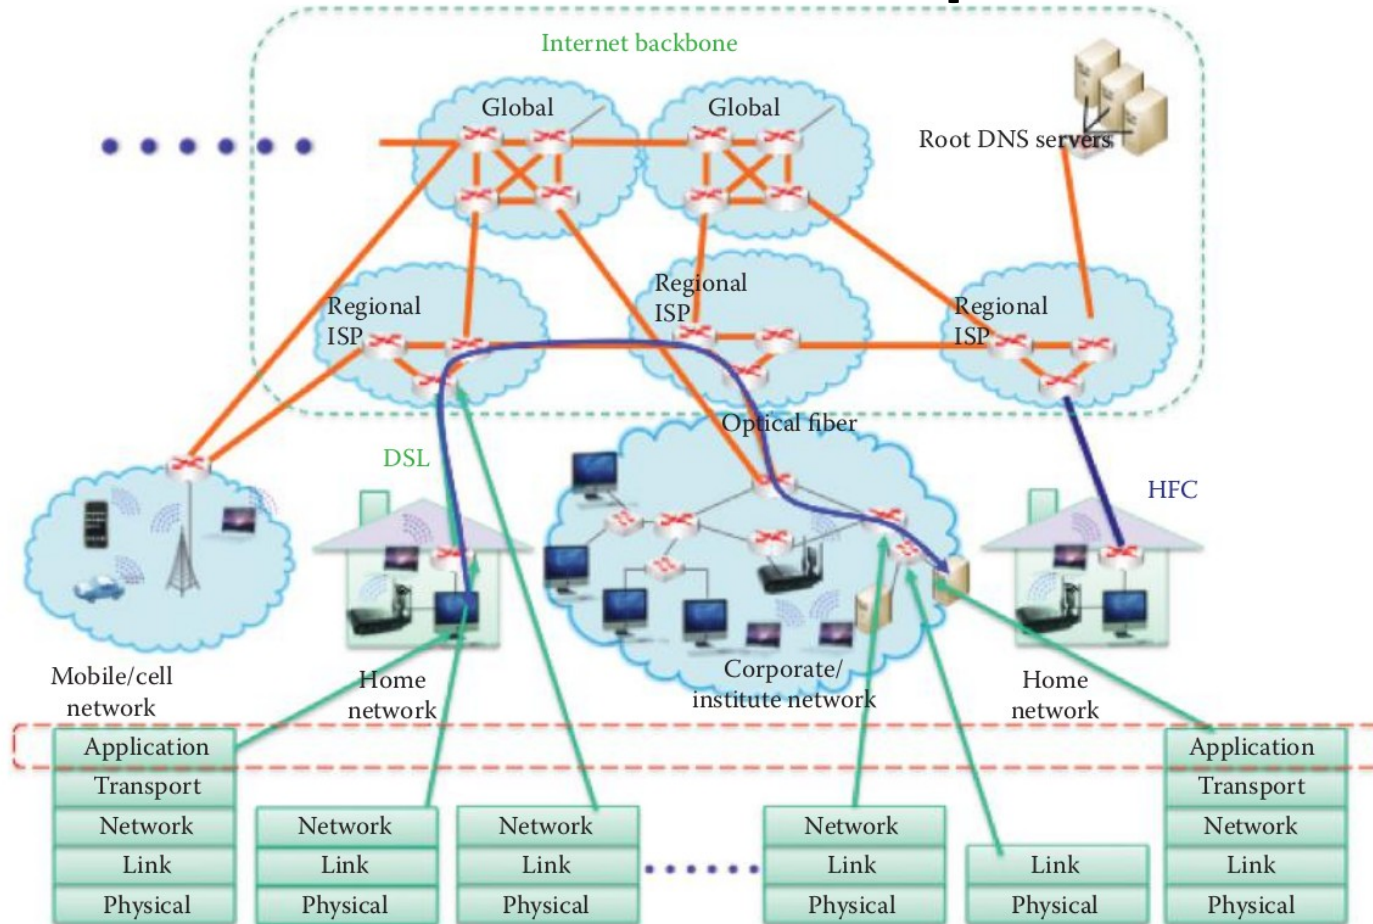 Internet backbone
Global
Global
Root DNS servers
Regional
ISP
Regional
ISP
Regional
ISP
Optical fiber
DSL
HFC
Mobile/cell
network
Home
network
Corporate/
institute network
Home
network
Application
Transport
Network
Link
Physical
Network
Link
Physical
Network
Link
Physical
Network
Link
Physical
Link
Physical
Application
Transport
Network
Link
Physical